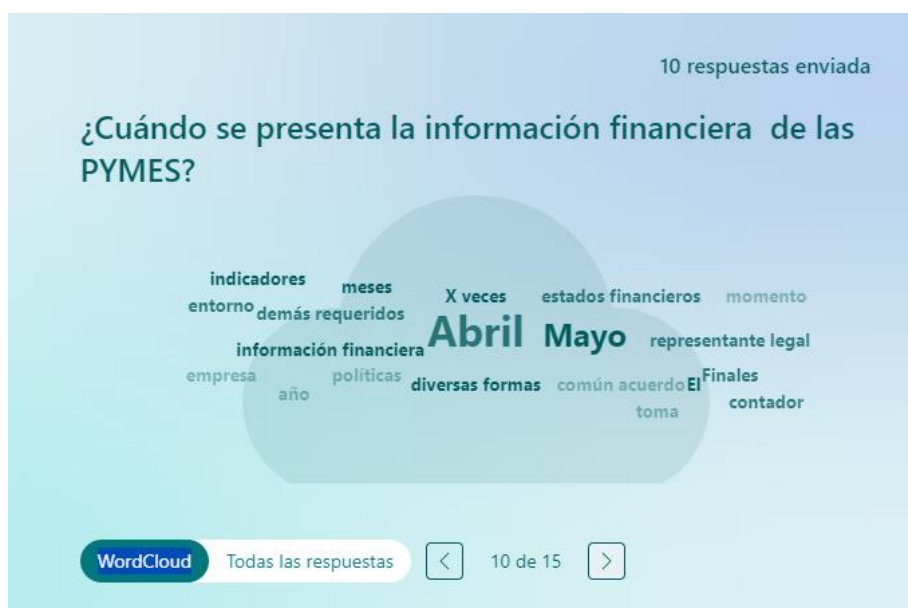 10 respuestas enviada
¿Cuándo se presenta la información financiera de las
PYMES?
indicadores
meses
X veces
estados financieros
momento
entorno
demás requeridos
Abril
Mayo
representante legal
información financiera
empresa
políticas
diversas formas
común acuerdo
El
Finales
año
toma
contador
WordCloud
Todas las respuestas
<
10 de 15
>